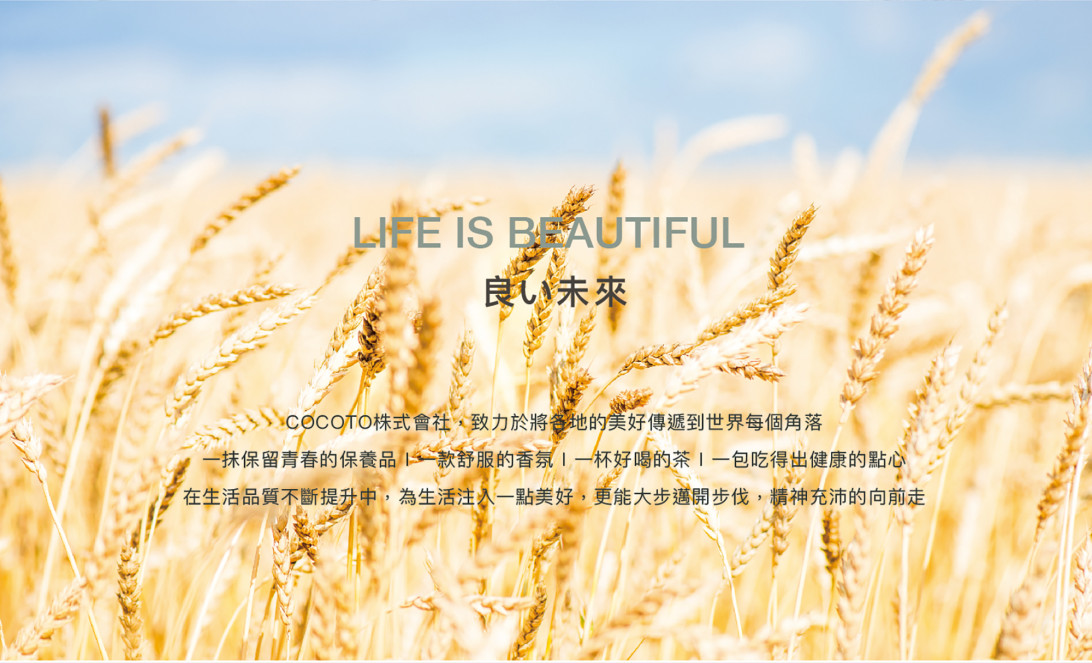 LIFE IS BEAUTIFUL
良い未來
COCOTO株式會社，致力於將各地的美好傳遞到世界每個角落
一抹保留青春的保養品 | 一款舒服的香氛 | 一杯好喝的茶 | 一包吃得出健康的點心
在生活品質不斷提升中，為生活注入一點美好，更能大步邁開步伐，精神充沛的向前走